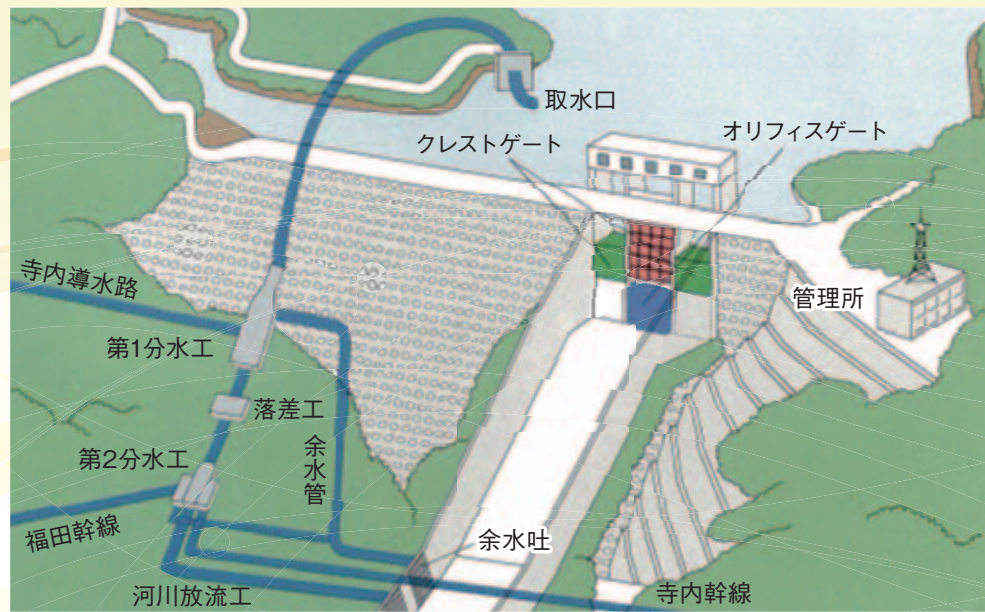 取水口
クレストゲート
オリフィスゲート
寺内導水路
管理所
第1分水工
落差工
余水管
第2分水工
福田幹線
余水吐
河川放流工
寺内幹線